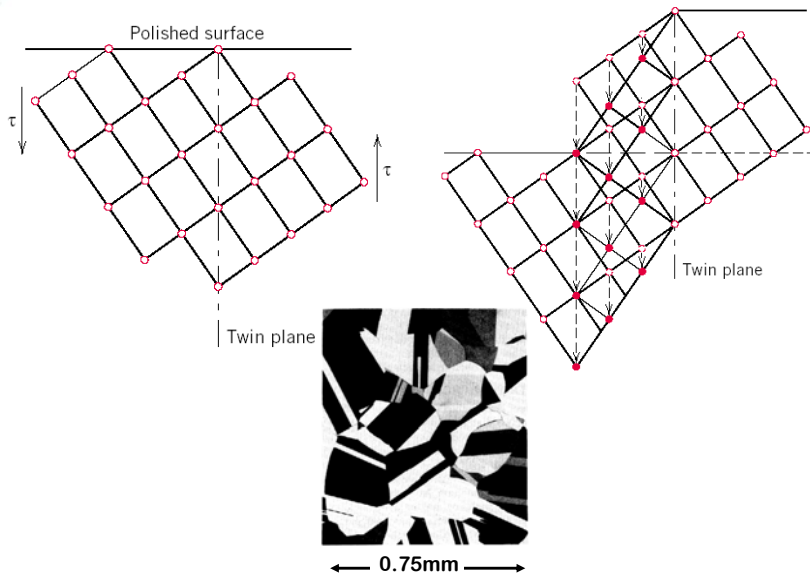 Polished surface
τ
τ
Twin plane
Twin plane
0.75mm